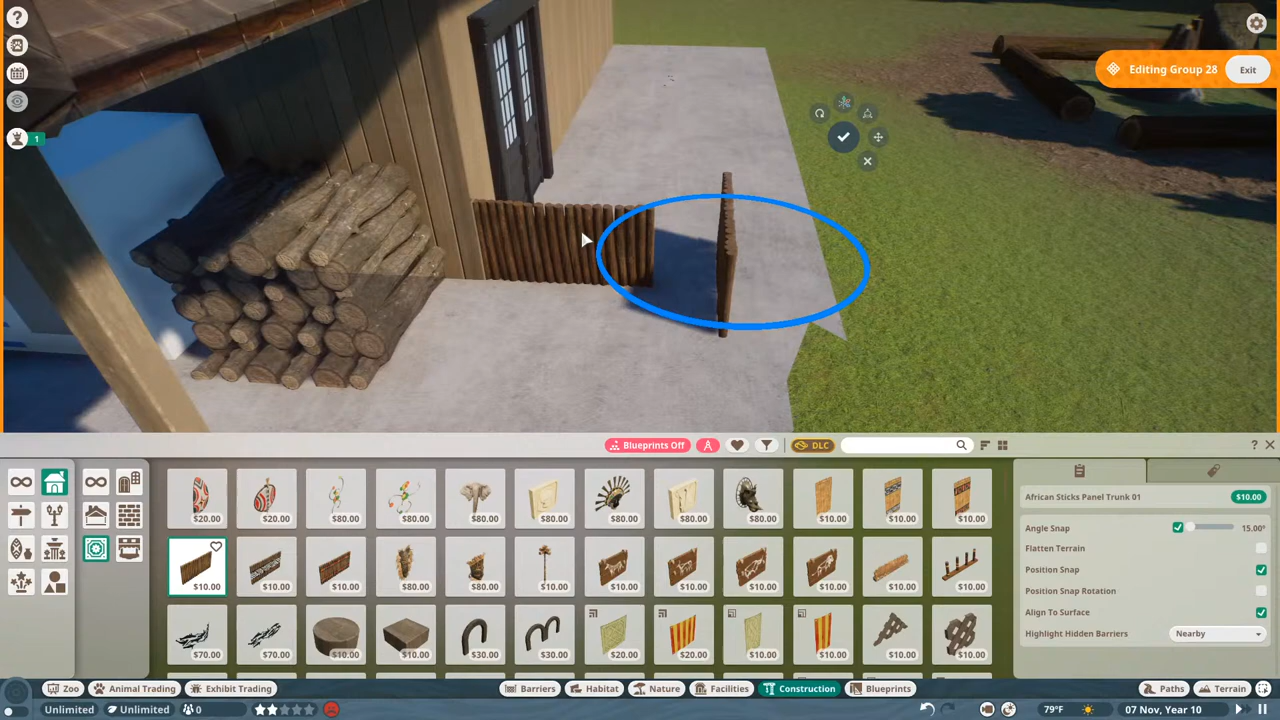 ?
Editing Group 28
Exit
1
Blueprints Off
DLC
?
$20.00 $20.00 $80.00 $80.00 $80.00 $80.00 $80.00 $80.00 $80.00 $10.00 $10.00 $10.00
$10.00 $10.00 $10.00 $80.00 $80.00 $10.00 $10.00 $10.00 $10.00 $10.00 $10.00 $10.00
$70.00 $70.00 $10.00 $10.00 $30.00 $30.00 $20.00 $20.00 $10.00 $10.00 $10.00 $10.00
African Sticks Panel Trunk 01 $10.00
Angle Snap 15.00°
Flatten Terrain
Position Snap
Position Snap Rotation
Align To Surface
Highlight Hidden Barriers Nearby
Zoo Animal Trading Exhibit Trading Barriers Habitat Nature Facilities Construction Blueprints Paths Terrain
Unlimited Unlimited 0 79°F 07 Nov, Year 10